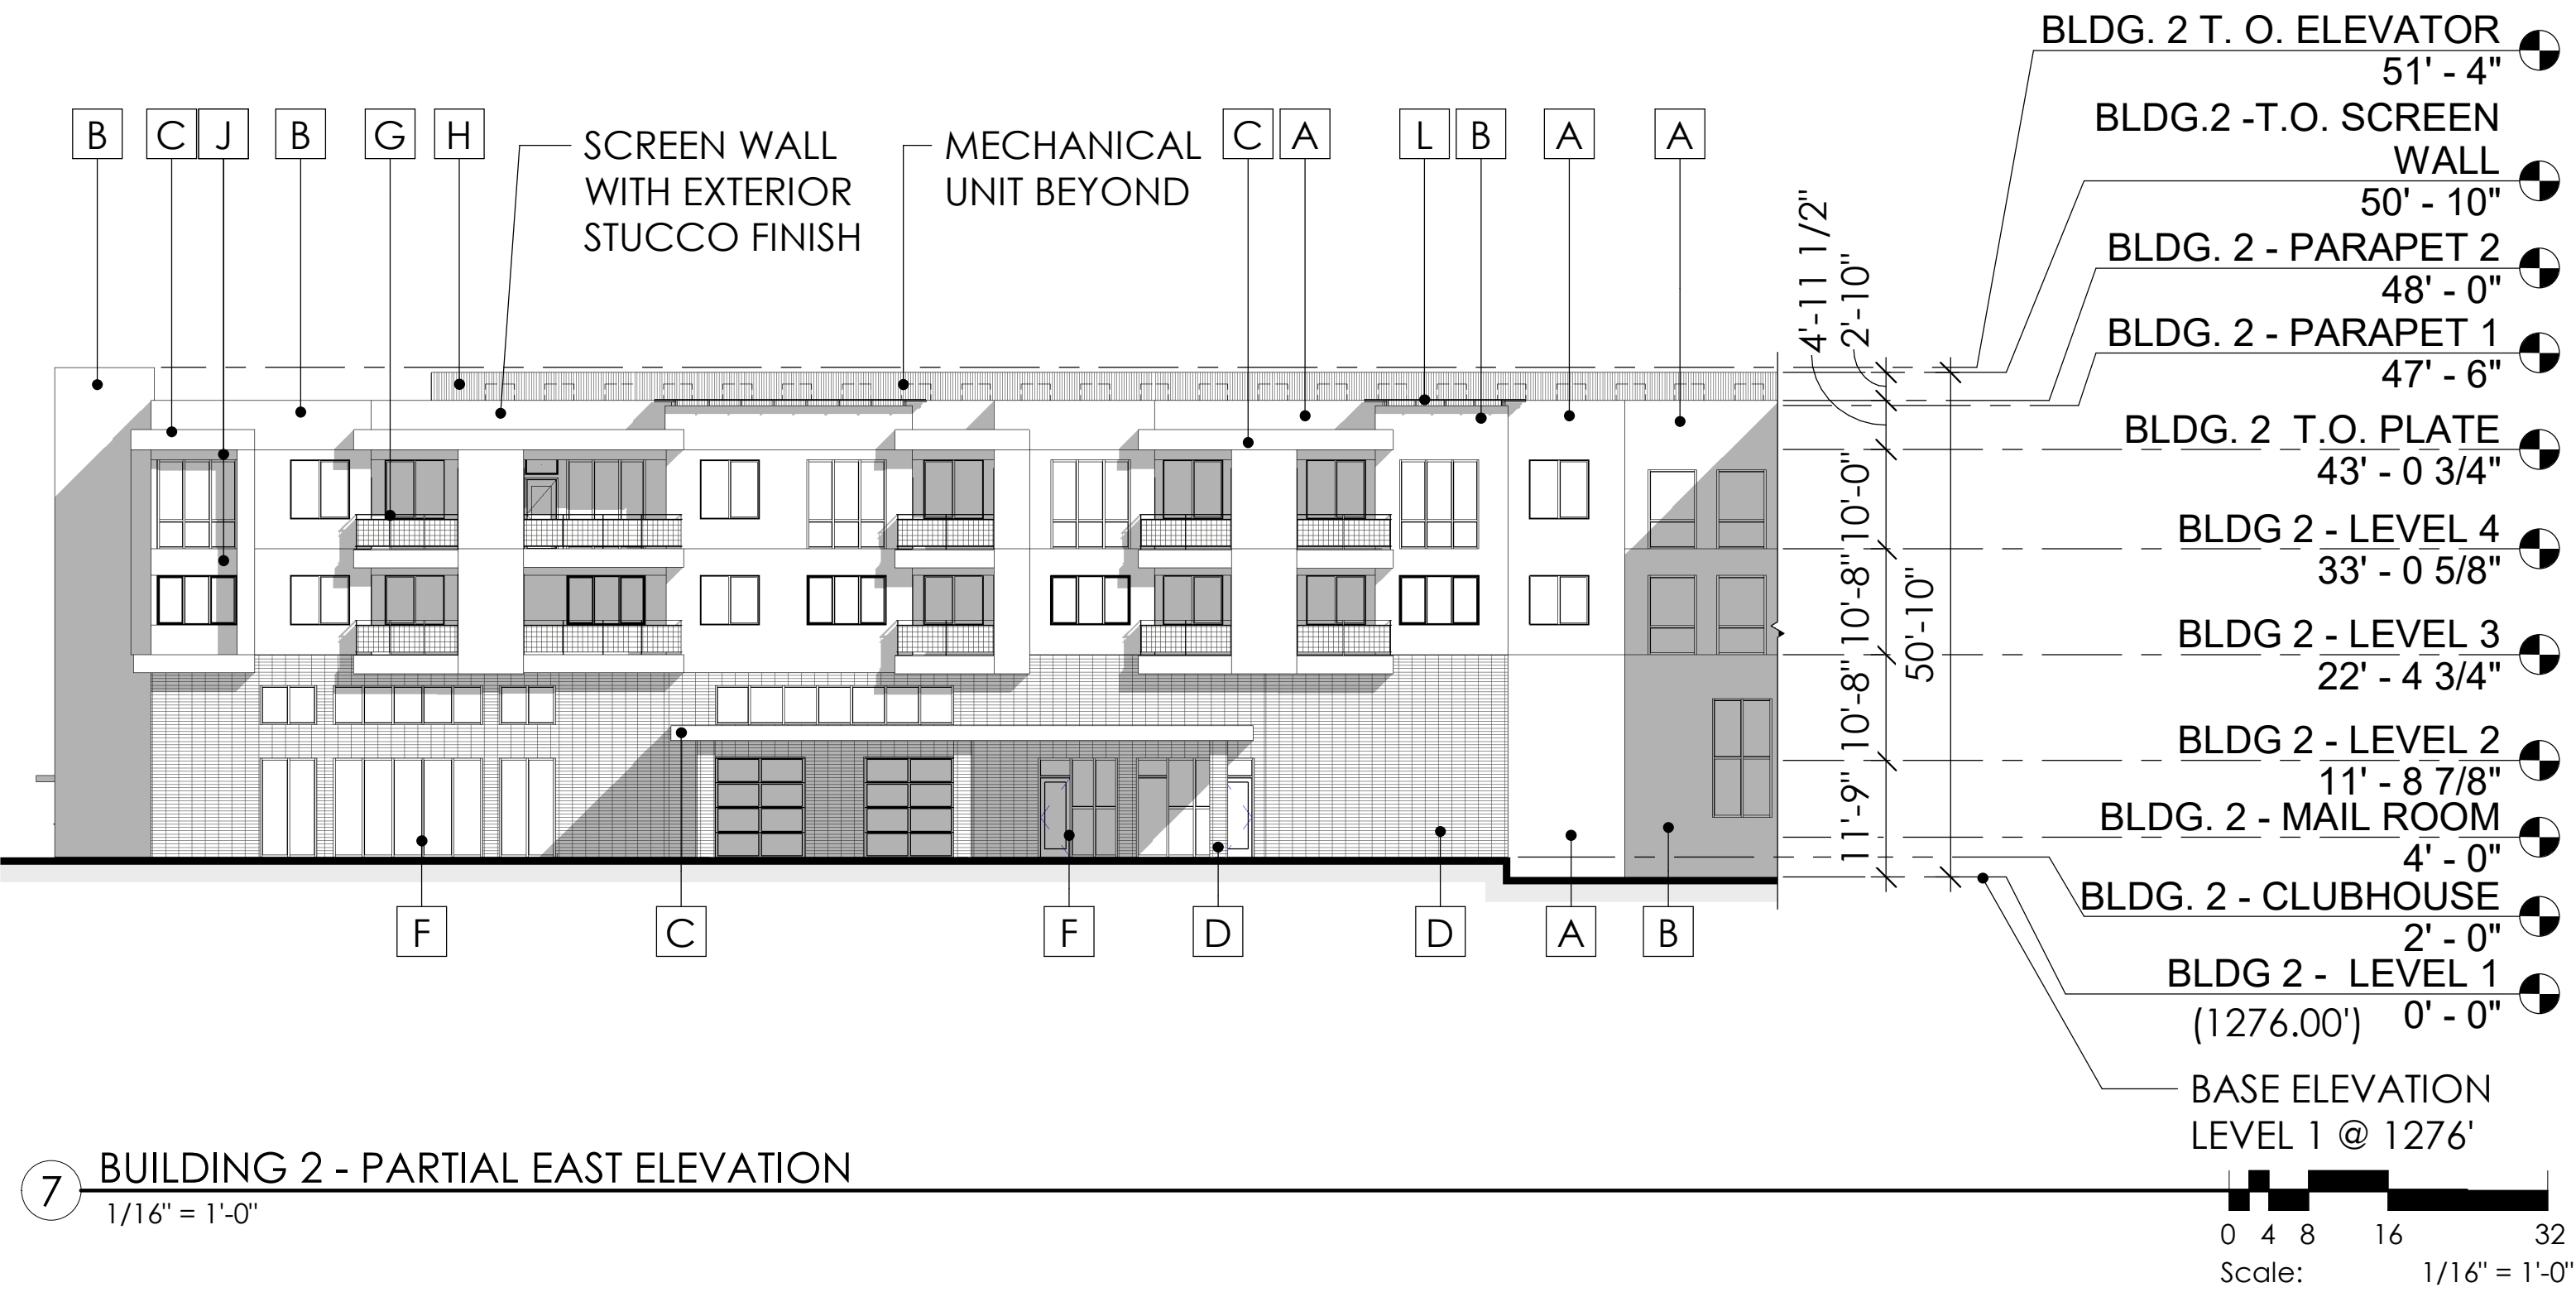 BLDG. 2 T. O. ELEVATOR
51' - 4"
BLDG.2 -T.O. SCREEN
WALL
50' - 10"
BLDG. 2 - PARAPET 2
48' - 0"
BLDG. 2 - PARAPET 1
47' - 6"
BLDG. 2 T.O. PLATE
43' - 0 3/4"
BLDG 2 - LEVEL 4
33' - 0 5/8"
BLDG 2 - LEVEL 3
22' - 4 3/4"
BLDG 2 - LEVEL 2
11' - 8 7/8"
BLDG. 2 - MAIL ROOM
4' - 0"
BLDG. 2 - CLUBHOUSE
2' - 0"
BLDG 2 - LEVEL 1
(1276.00') 0' - 0"
BASE ELEVATION
LEVEL 1 @ 1276'
B C J B G H
SCREEN WALL
WITH EXTERIOR
STUCCO FINISH
MECHANICAL
UNIT BEYOND
C A L B A A
4'-11 1/2"
2'-10"
10'-0"
10'-8"
10'-8"
11'-9"
50'-10"
F C F D D A B
7
BUILDING 2 - PARTIAL EAST ELEVATION
1/16" = 1'-0"
0 4 8 16 32
Scale: 1/16" = 1'-0"